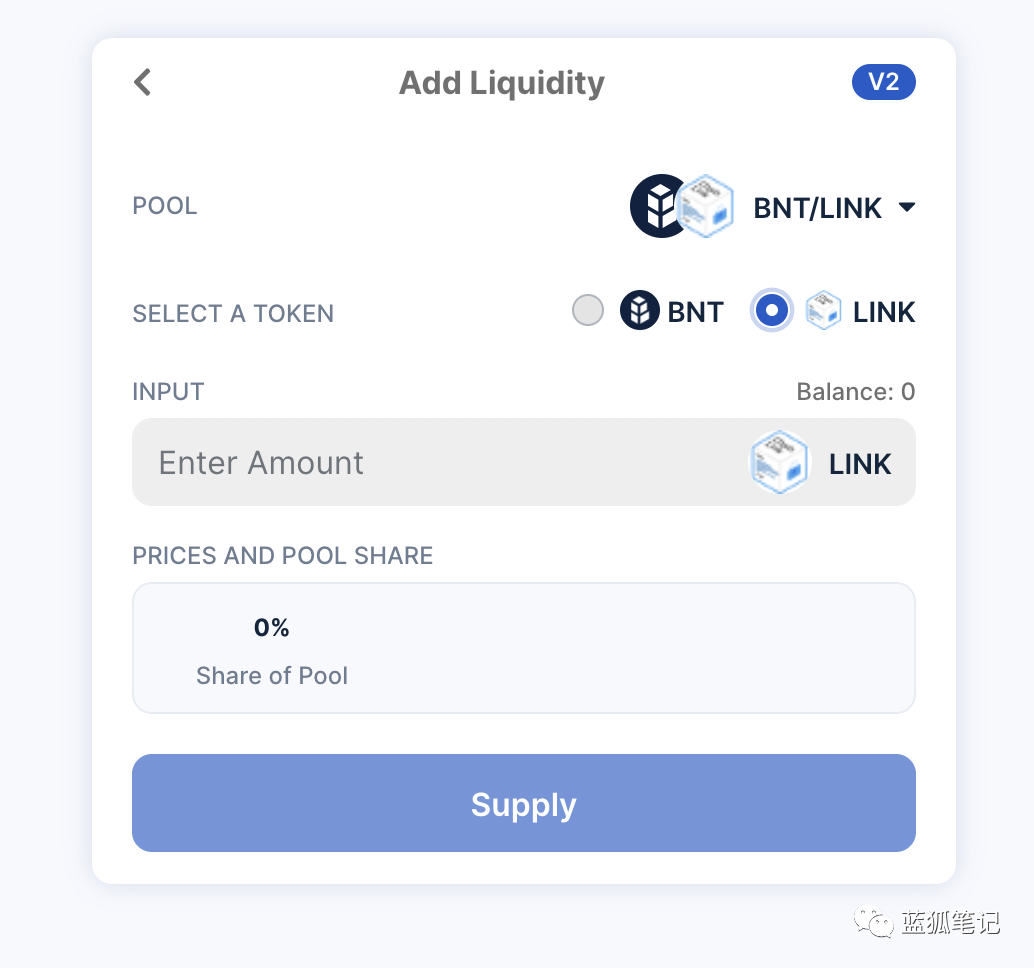 Add Liquidity
V2
POOL
BNT/LINK
SELECT A TOKEN
BNT
LINK
INPUT
Balance: 0
Enter Amount
LINK
PRICES AND POOL SHARE
0%
Share of Pool
Supply
蓝狐笔记